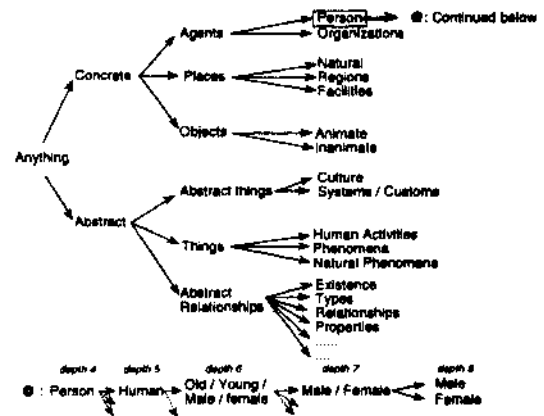 Person
: Continued below
Agents
Organizations
Concrete
Places
Natural
Regions
Facilities
Objects
Animate
Inanimate
Anything
Abstract things
Culture
Systems / Customs
Abstract
Things
Human Activities
Phenomena
Natural Phenomena
Abstract
Relationships
Existence
Types
Relationships
Properties
......
....
depth 4 depth 5 depth 6 depth 7 depth 8
: Person Human Old / Young /
Male / female Male / Female Male
Female